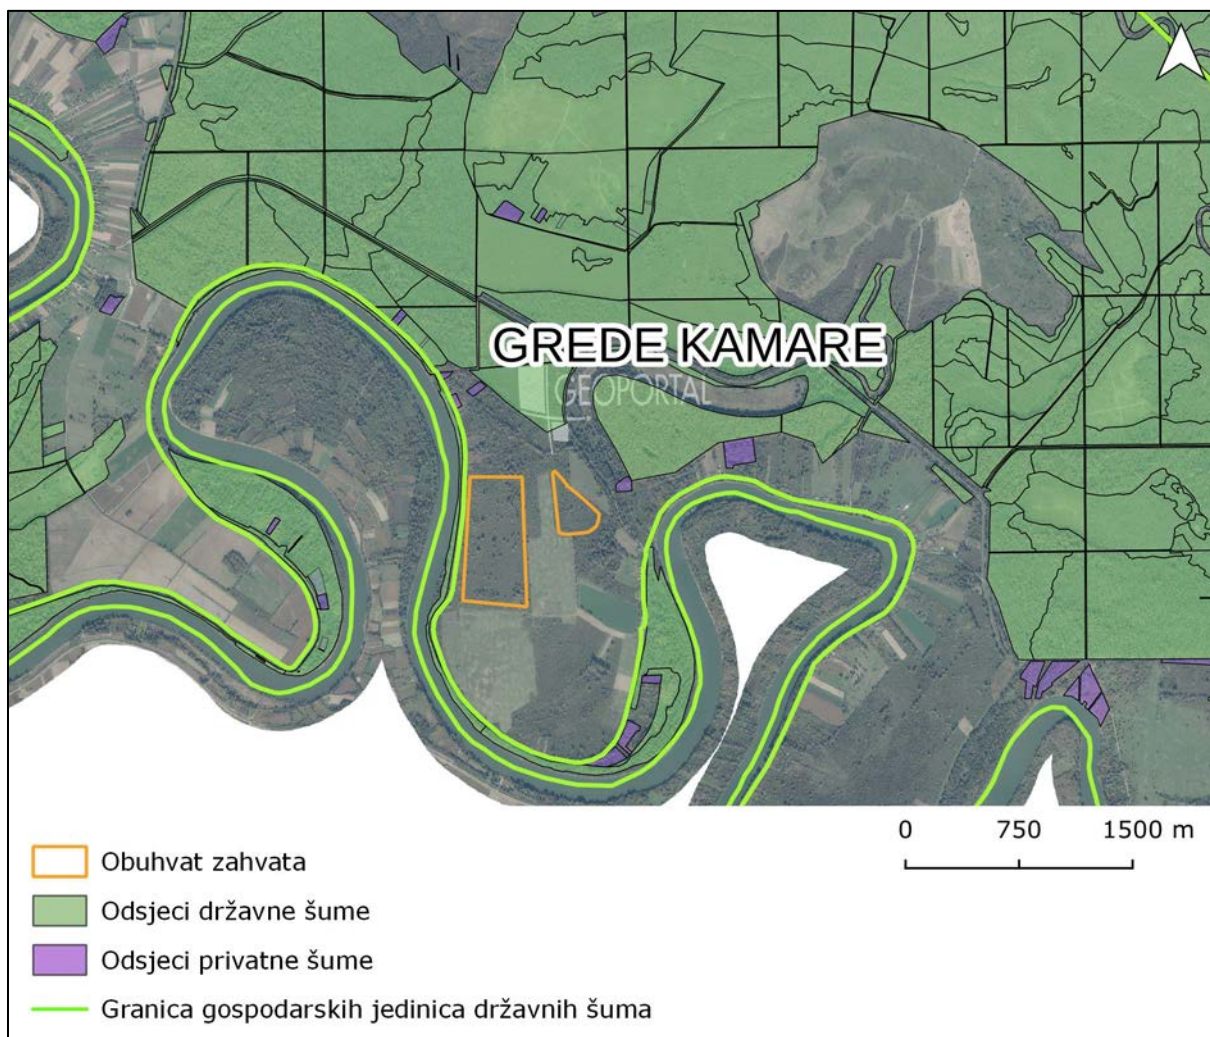 GREDE KAMARE
GEOPORTAL
0 750 1500 m
Obuhvat zahvata
Odsjeci državne šume
Odsjeci privatne šume
Granica gospodarskih jedinica državnih šuma